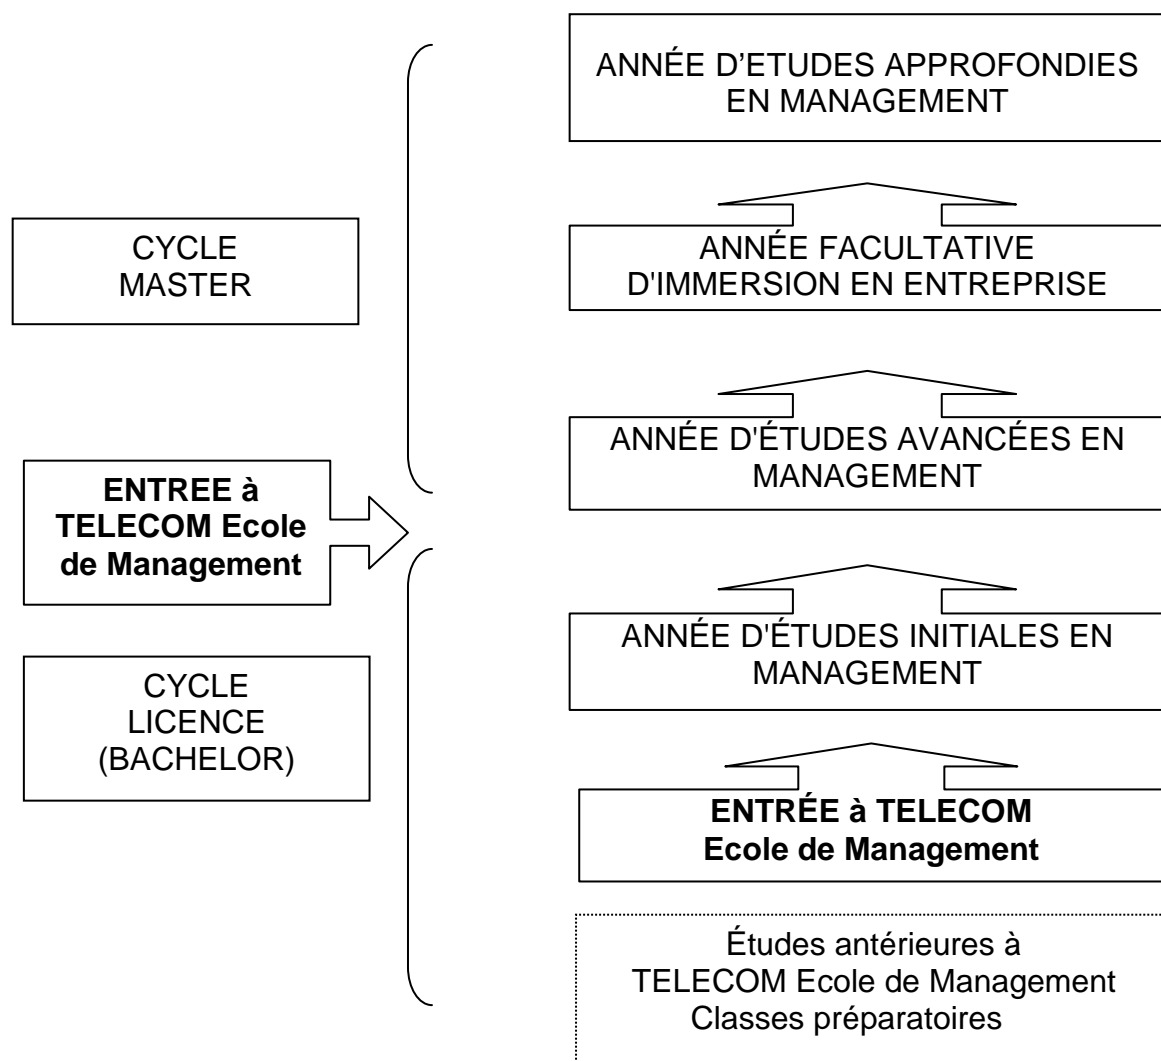 ANNÉE D’ETUDES APPROFONDIES
EN MANAGEMENT
CYCLE
MASTER
ANNÉE FACULTATIVE
D'IMMERSION EN ENTREPRISE
ANNÉE D'ÉTUDES AVANCÉES EN
MANAGEMENT
ENTREE à
TELECOM Ecole
de Management
ANNÉE D'ÉTUDES INITIALES EN
MANAGEMENT
CYCLE
LICENCE
(BACHELOR)
ENTRÉE à TELECOM
Ecole de Management
Études antérieures à
TELECOM Ecole de Management
Classes préparatoires